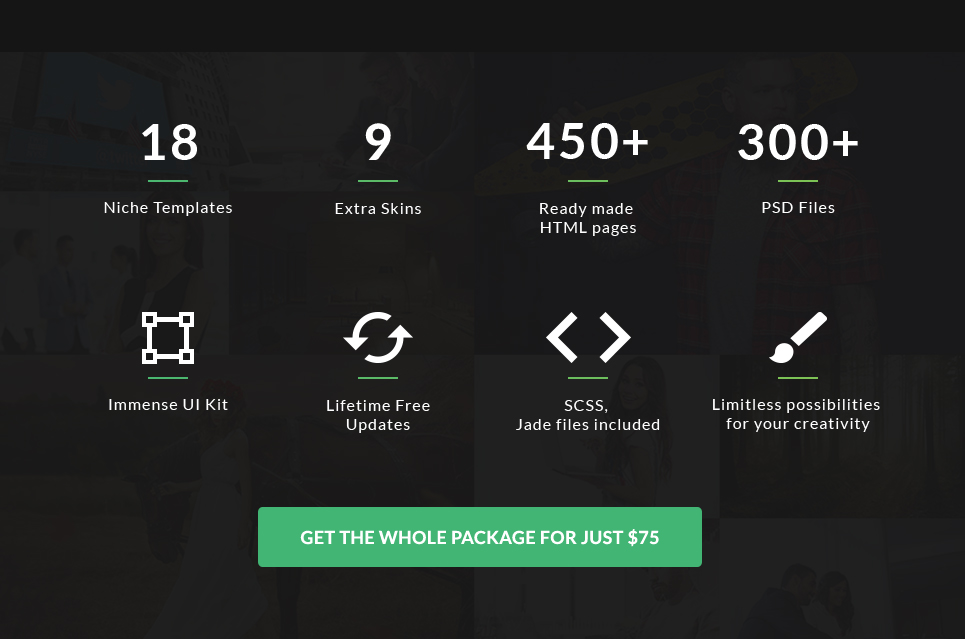 18
Niche Templates
9
Extra Skins
450+
Ready made
HTML pages
300+
PSD Files
Immense UI Kit
Lifetime Free
Updates
SCSS,
Jade files included
Limitless possibilities
for your creativity
GET THE WHOLE PACKAGE FOR JUST $75